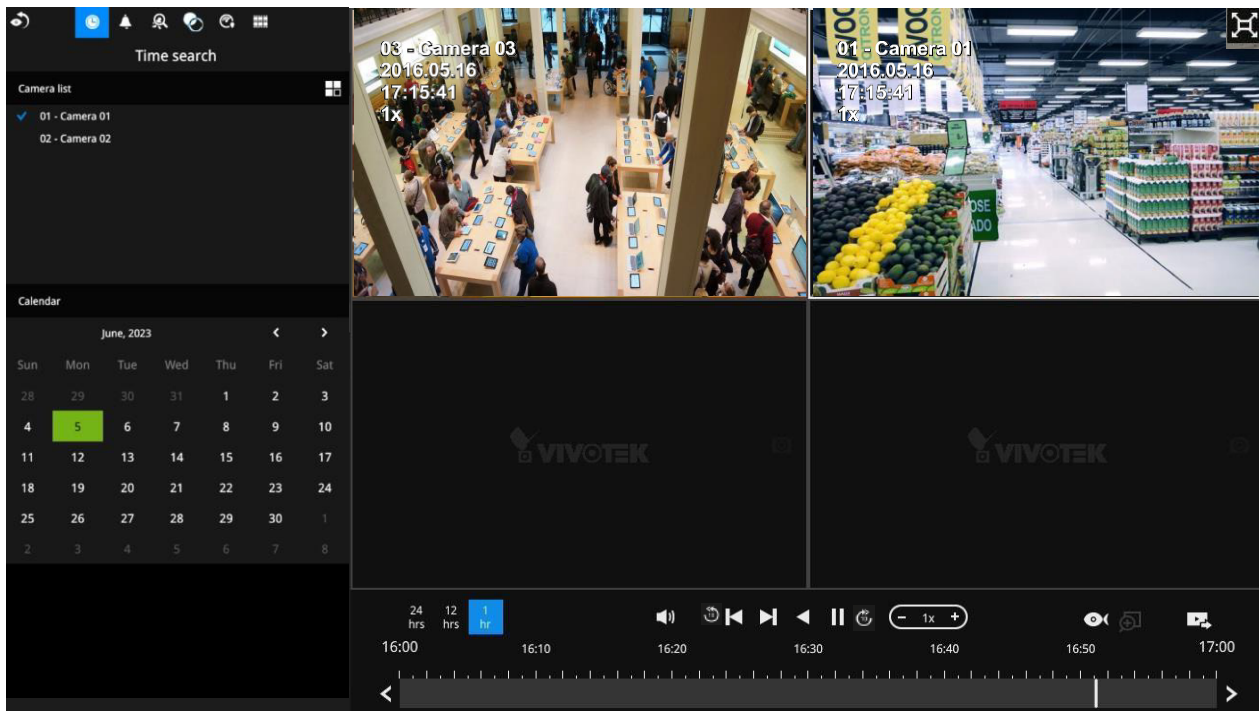 Time search
Camera list
01 - Camera 01
02 - Camera 02
Calendar
June, 2023
Sun Mon Tue Wed Thu Fri Sat
28 29 30 31 1 2 3
4 5 6 7 8 9 10
11 12 13 14 15 16 17
18 19 20 21 22 23 24
25 26 27 28 29 30 1
2 3 4 5 6 7 8
03 - Camera 03
2016.05.16
17:15:41
1x
01 - Camera 01
2016.05.16
17:15:41
1x
VIVOTEK
VIVOTEK
24 hrs
12 hrs
1 hr
1x
16:00 16:10 16:20 16:30 16:40 16:50 17:00